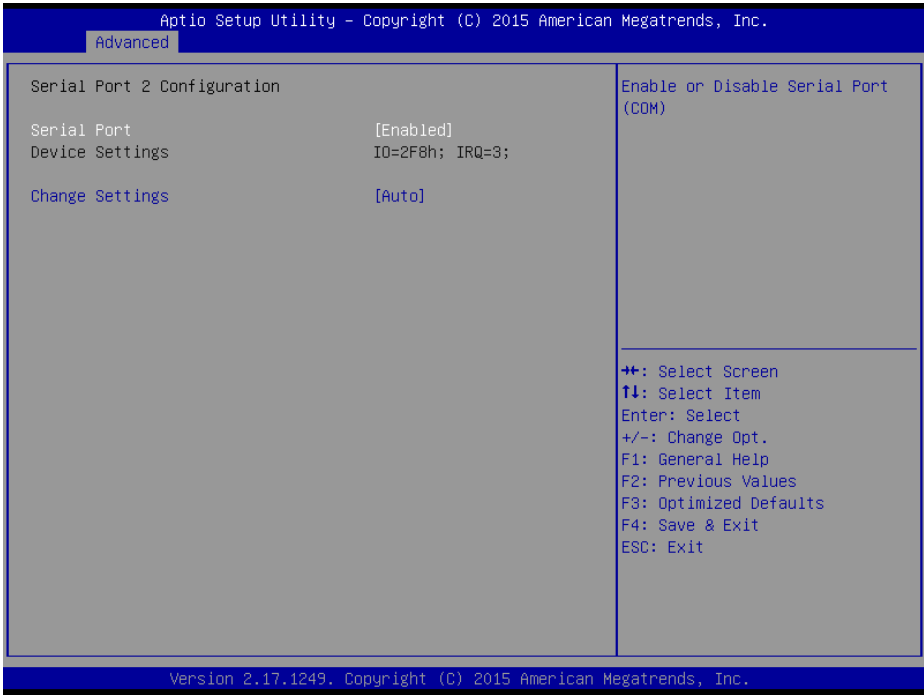 Aptio Setup Utility – Copyright (C) 2015 American Megatrends, Inc.
Advanced
Serial Port 2 Configuration
Serial Port [Enabled]
Device Settings IO=2F8h; IRQ=3;
Change Settings [Auto]
Enable or Disable Serial Port
(COM)
→←: Select Screen
↑↓: Select Item
Enter: Select
+/-: Change Opt.
F1: General Help
F2: Previous Values
F3: Optimized Defaults
F4: Save & Exit
ESC: Exit
Version 2.17.1249. Copyright (C) 2015 American Megatrends, Inc.